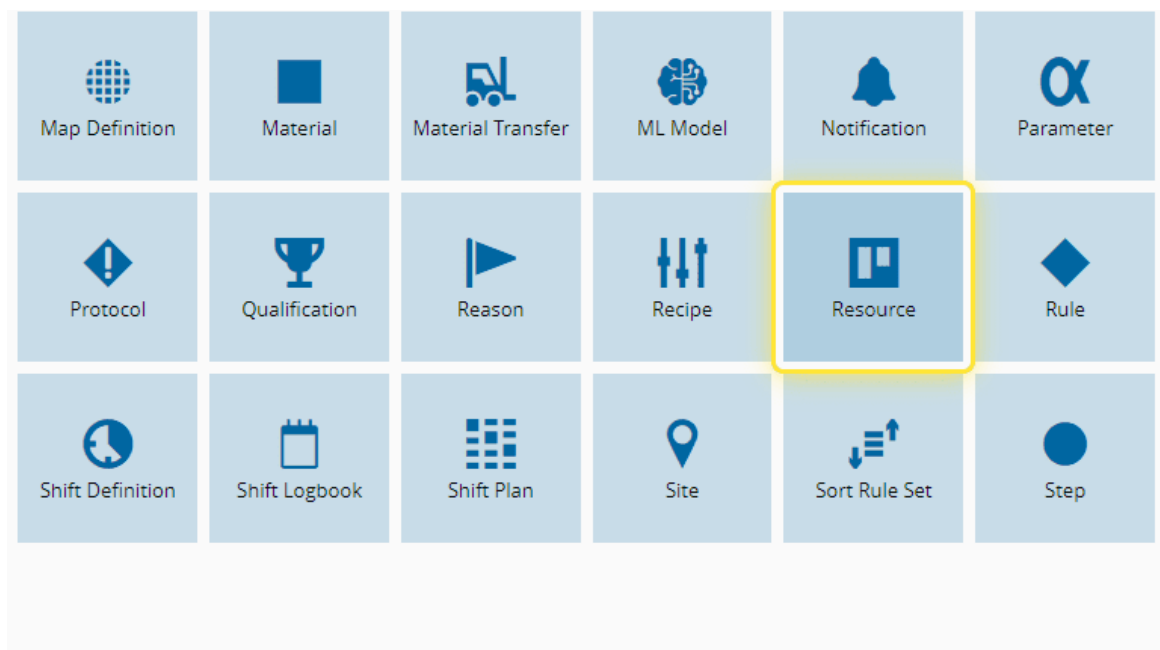 Map Definition
Material
Material Transfer
ML Model
Notification
Parameter
Protocol
Qualification
Reason
Recipe
Resource
Rule
Shift Definition
Shift Logbook
Shift Plan
Site
Sort Rule Set
Step